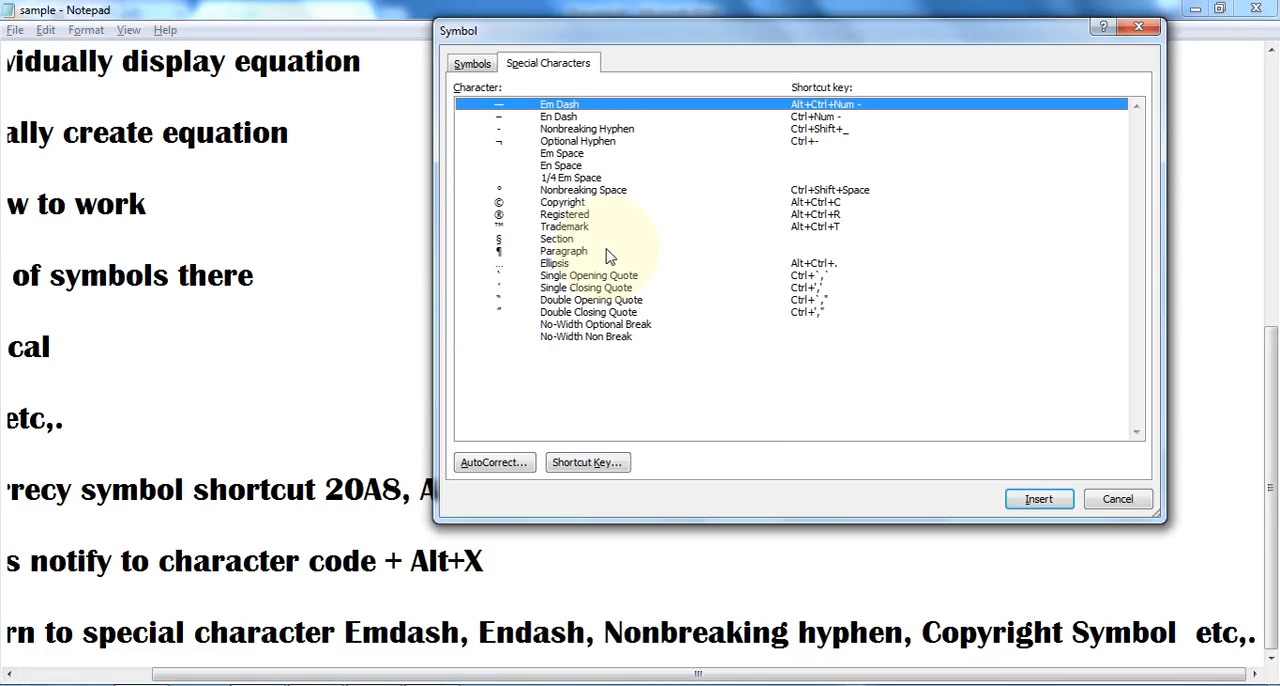 sample - Notepad
File Edit Format View Help
vidually display equation
ally create equation
w to work
of symbols there
cal
etc,.
rrecy symbol shortcut 20A8, A
s notify to character code + Alt+X
rn to special character Emdash, Endash, Nonbreaking hyphen, Copyright Symbol etc,.
Symbol
Symbols Special Characters
Character: Shortcut key:
— Em Dash Alt+Ctrl+Num -
– En Dash Ctrl+Num -
- Nonbreaking Hyphen Ctrl+Shift+_
¬ Optional Hyphen Ctrl+-
Em Space
En Space
1/4 Em Space
° Nonbreaking Space Ctrl+Shift+Space
© Copyright Alt+Ctrl+C
® Registered Alt+Ctrl+R
™ Trademark Alt+Ctrl+T
§ Section
¶ Paragraph
… Ellipsis Alt+Ctrl+.
‘ Single Opening Quote Ctrl+`,`
’ Single Closing Quote Ctrl+','
“ Double Opening Quote Ctrl+`,"
” Double Closing Quote Ctrl+',"
No-Width Optional Break
No-Width Non Break
AutoCorrect... Shortcut Key...
Insert Cancel